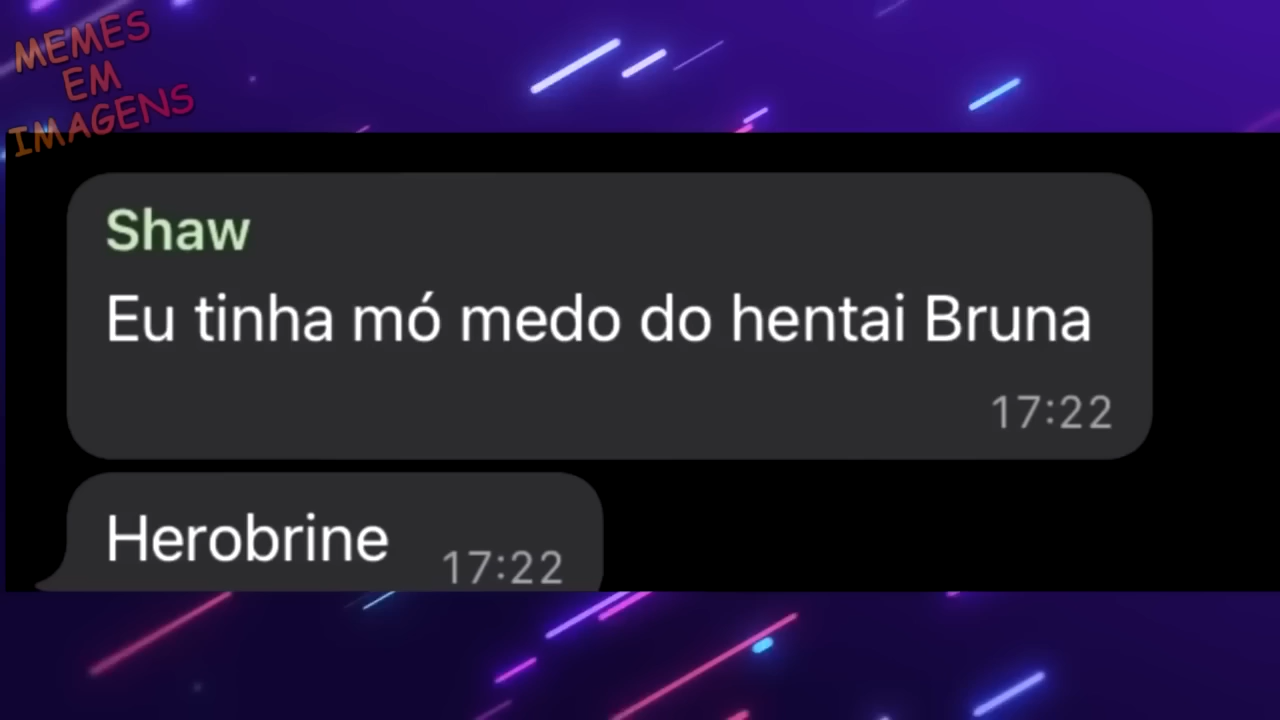 MEMES
EM
IMAGENS
Shaw
Eu tinha mó medo do hentai Bruna
17:22
Herobrine 17:22